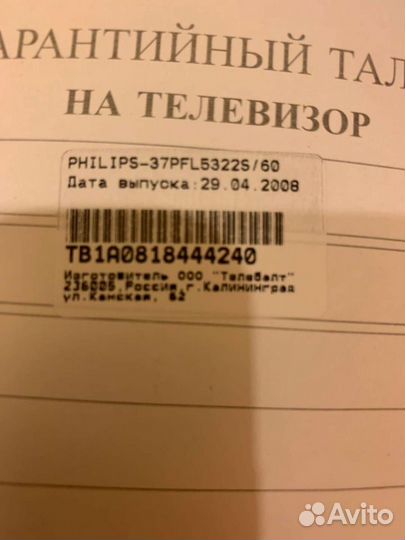 АРАНТИЙНЫЙ ТАЛ
НА ТЕЛЕВИЗОР
PHILIPS-37PFL5322S/60
Дата выпуска:29.04.2008
TB1A0818444240
Изготовитель ООО "Телебалт"
236005,Россия,г.Калининград
ул.Камская, 62
Avito